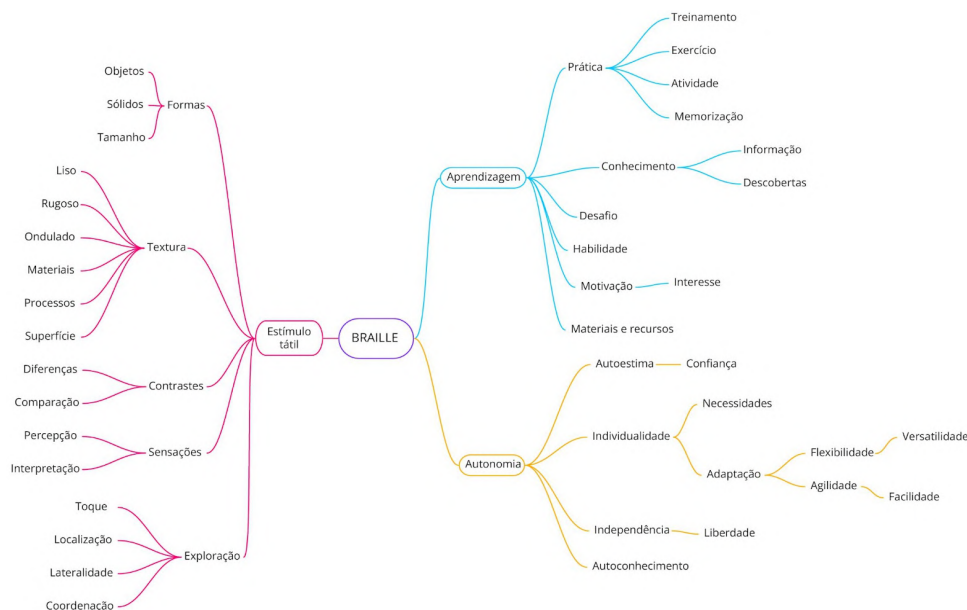 BRAILLE
Estímulo
tátil
Formas
Objetos
Sólidos
Tamanho
Textura
Liso
Rugoso
Ondulado
Materiais
Processos
Superfície
Contrastes
Diferenças
Comparação
Sensações
Percepção
Interpretação
Exploração
Toque
Localização
Lateralidade
Coordenação
Aprendizagem
Prática
Treinamento
Exercício
Atividade
Memorização
Conhecimento
Informação
Descobertas
Desafio
Habilidade
Motivação
Interesse
Materiais e recursos
Autonomia
Autoestima
Confiança
Individualidade
Necessidades
Adaptação
Flexibilidade
Versatilidade
Agilidade
Facilidade
Independência
Liberdade
Autoconhecimento